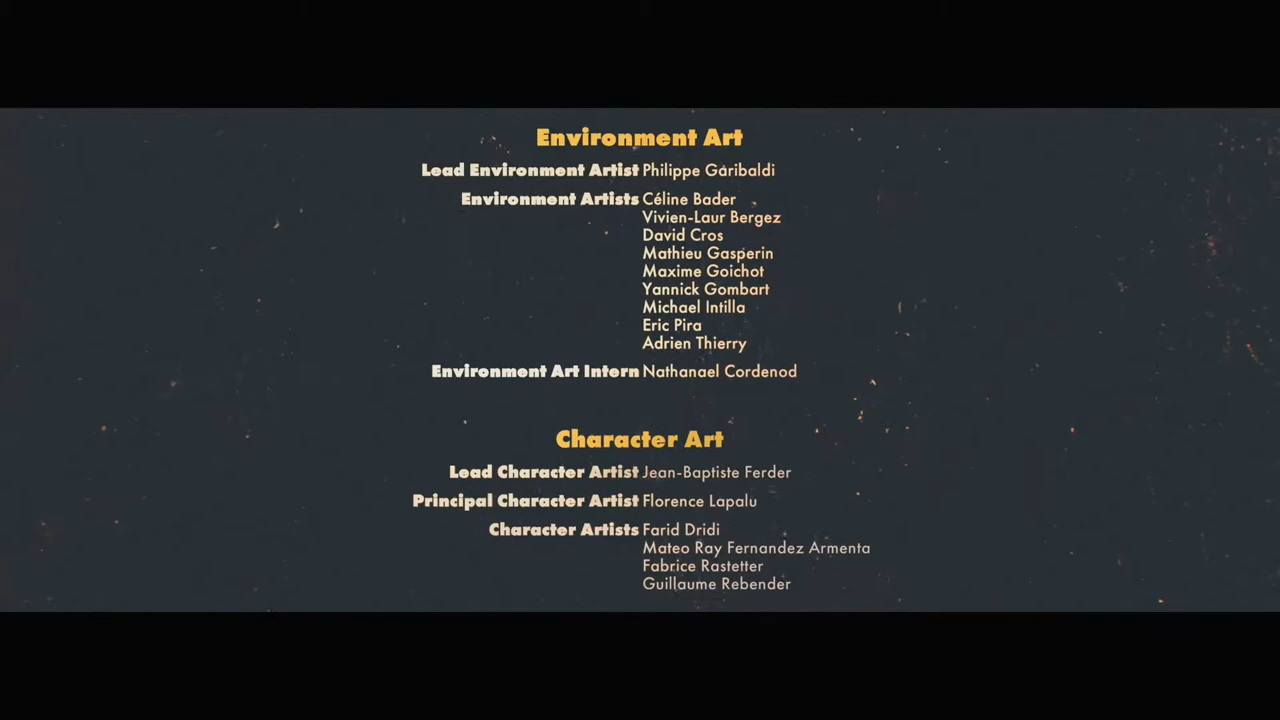 Environment Art
Lead Environment Artist Philippe Garibaldi
Environment Artists Céline Bader
Vivien-Laur Bergez
David Cros
Mathieu Gasperin
Maxime Goichot
Yannick Gombart
Michael Intilla
Eric Pira
Adrien Thierry
Environment Art Intern Nathanael Cordenod
Character Art
Lead Character Artist Jean-Baptiste Ferder
Principal Character Artist Florence Lapalu
Character Artists Farid Dridi
Mateo Ray Fernandez Armenta
Fabrice Rastetter
Guillaume Rebender